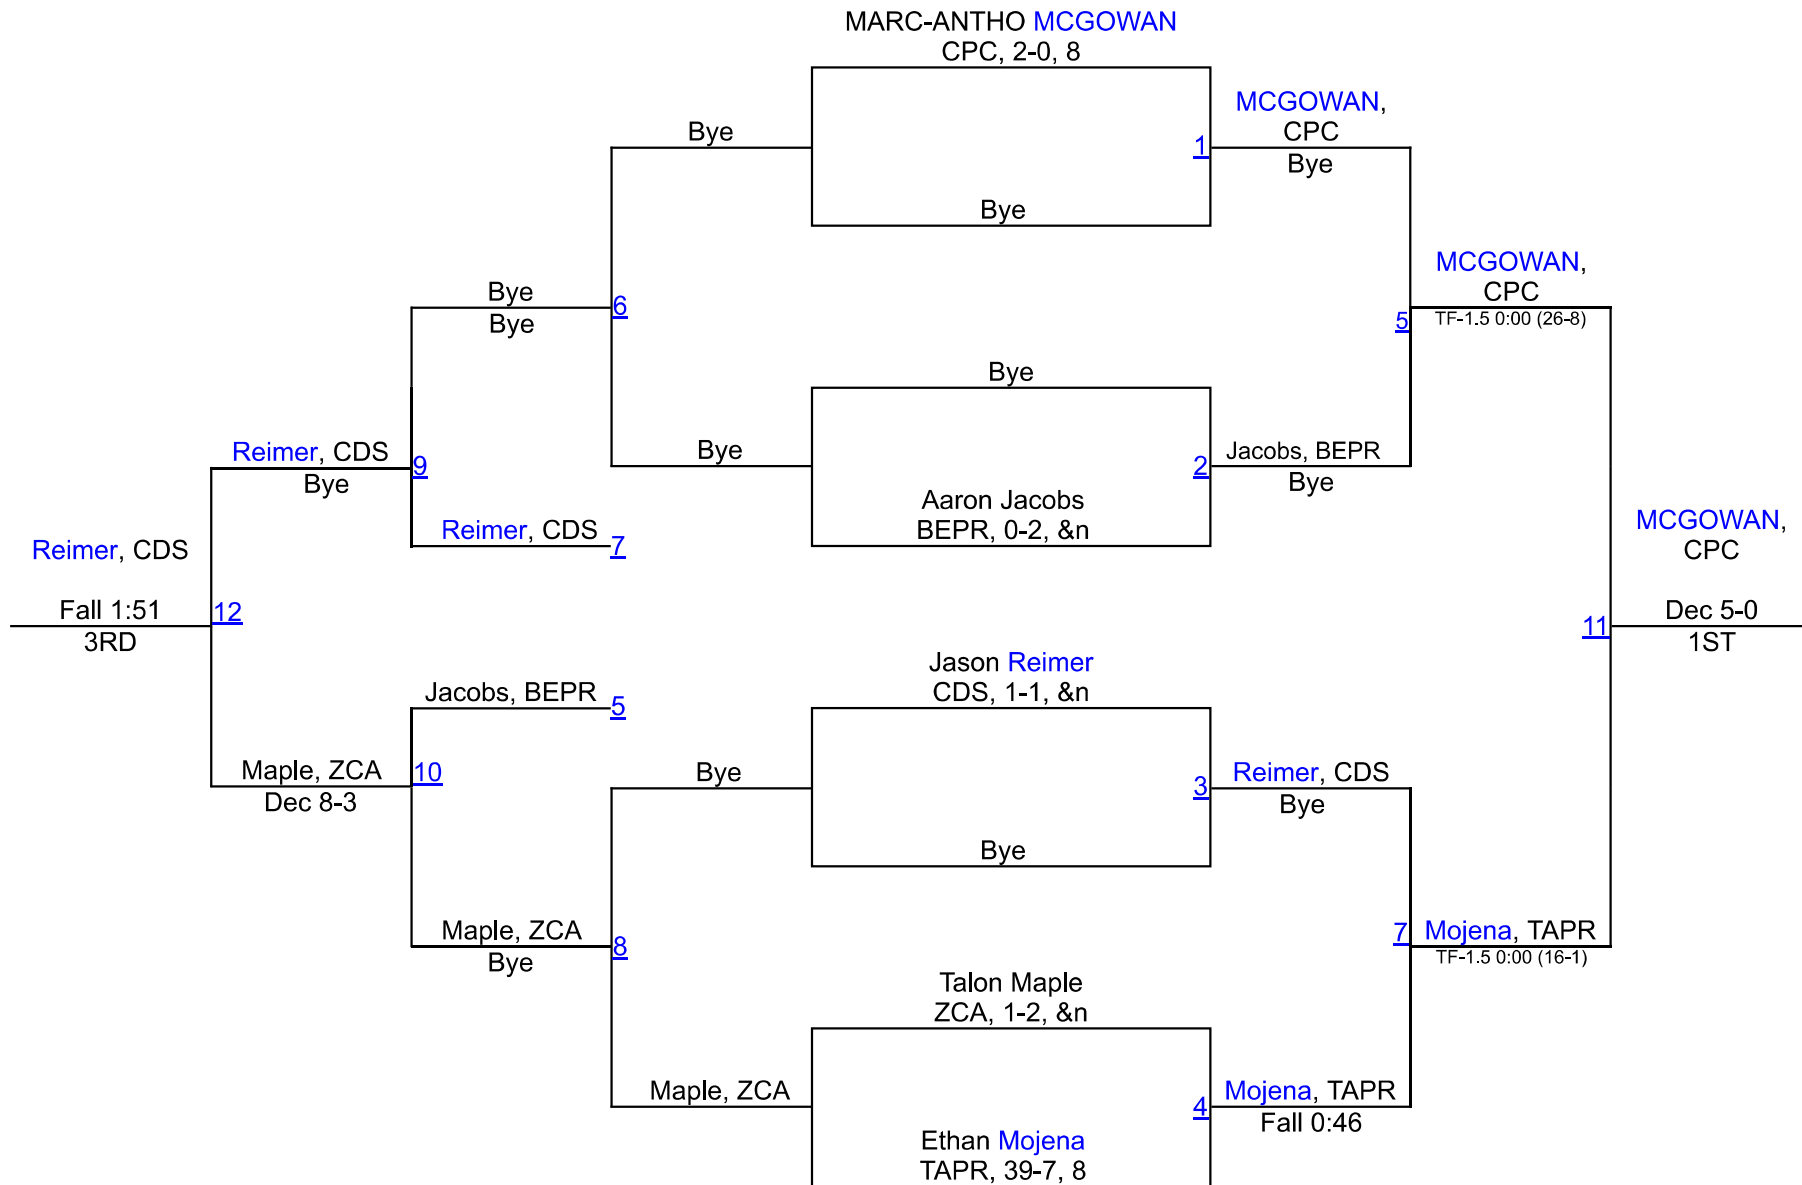 MARC-ANTHO MCGOWAN
CPC, 2-0, 8
MCGOWAN,
CPC
Bye
1
Bye
Bye
MCGOWAN,
CPC
TF-1.5 0:00 (26-8)
5
Bye
Bye
6
Bye
Bye
2
Jacobs, BEPR
Bye
Aaron Jacobs
BEPR, 0-2, &n
Reimer, CDS
Bye
9
Reimer, CDS
7
Reimer, CDS
Fall 1:51
3RD
12
MCGOWAN,
CPC
Dec 5-0
1ST
11
Jason Reimer
CDS, 1-1, &n
Jacobs, BEPR
5
Maple, ZCA
Dec 8-3
10
Bye
3
Reimer, CDS
Bye
Bye
Maple, ZCA
Bye
8
7
Mojena, TAPR
TF-1.5 0:00 (16-1)
Talon Maple
ZCA, 1-2, &n
Maple, ZCA
4
Mojena, TAPR
Fall 0:46
Ethan Mojena
TAPR, 39-7, 8